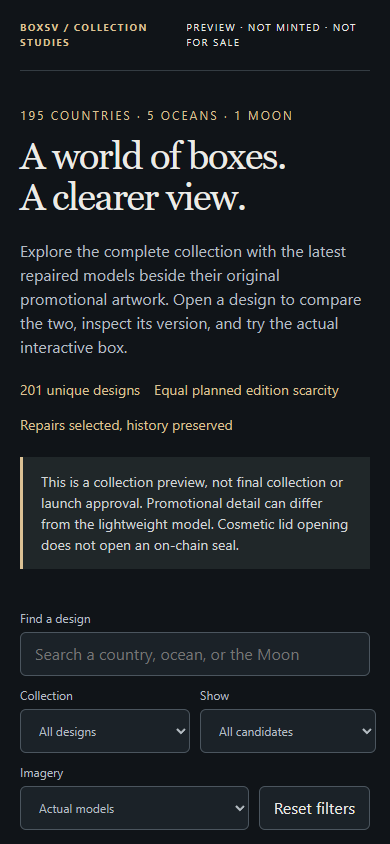 BOXSV / COLLECTION STUDIES
PREVIEW · NOT MINTED · NOT FOR SALE
195 COUNTRIES · 5 OCEANS · 1 MOON
A world of boxes.
A clearer view.
Explore the complete collection with the latest
repaired models beside their original
promotional artwork. Open a design to compare
the two, inspect its version, and try the actual
interactive box.
201 unique designs Equal planned edition scarcity
Repairs selected, history preserved
This is a collection preview, not final collection or
launch approval. Promotional detail can differ
from the lightweight model. Cosmetic lid opening
does not open an on-chain seal.
Find a design
Search a country, ocean, or the Moon
Collection Show
All designs All candidates
Imagery
Actual models Reset filters